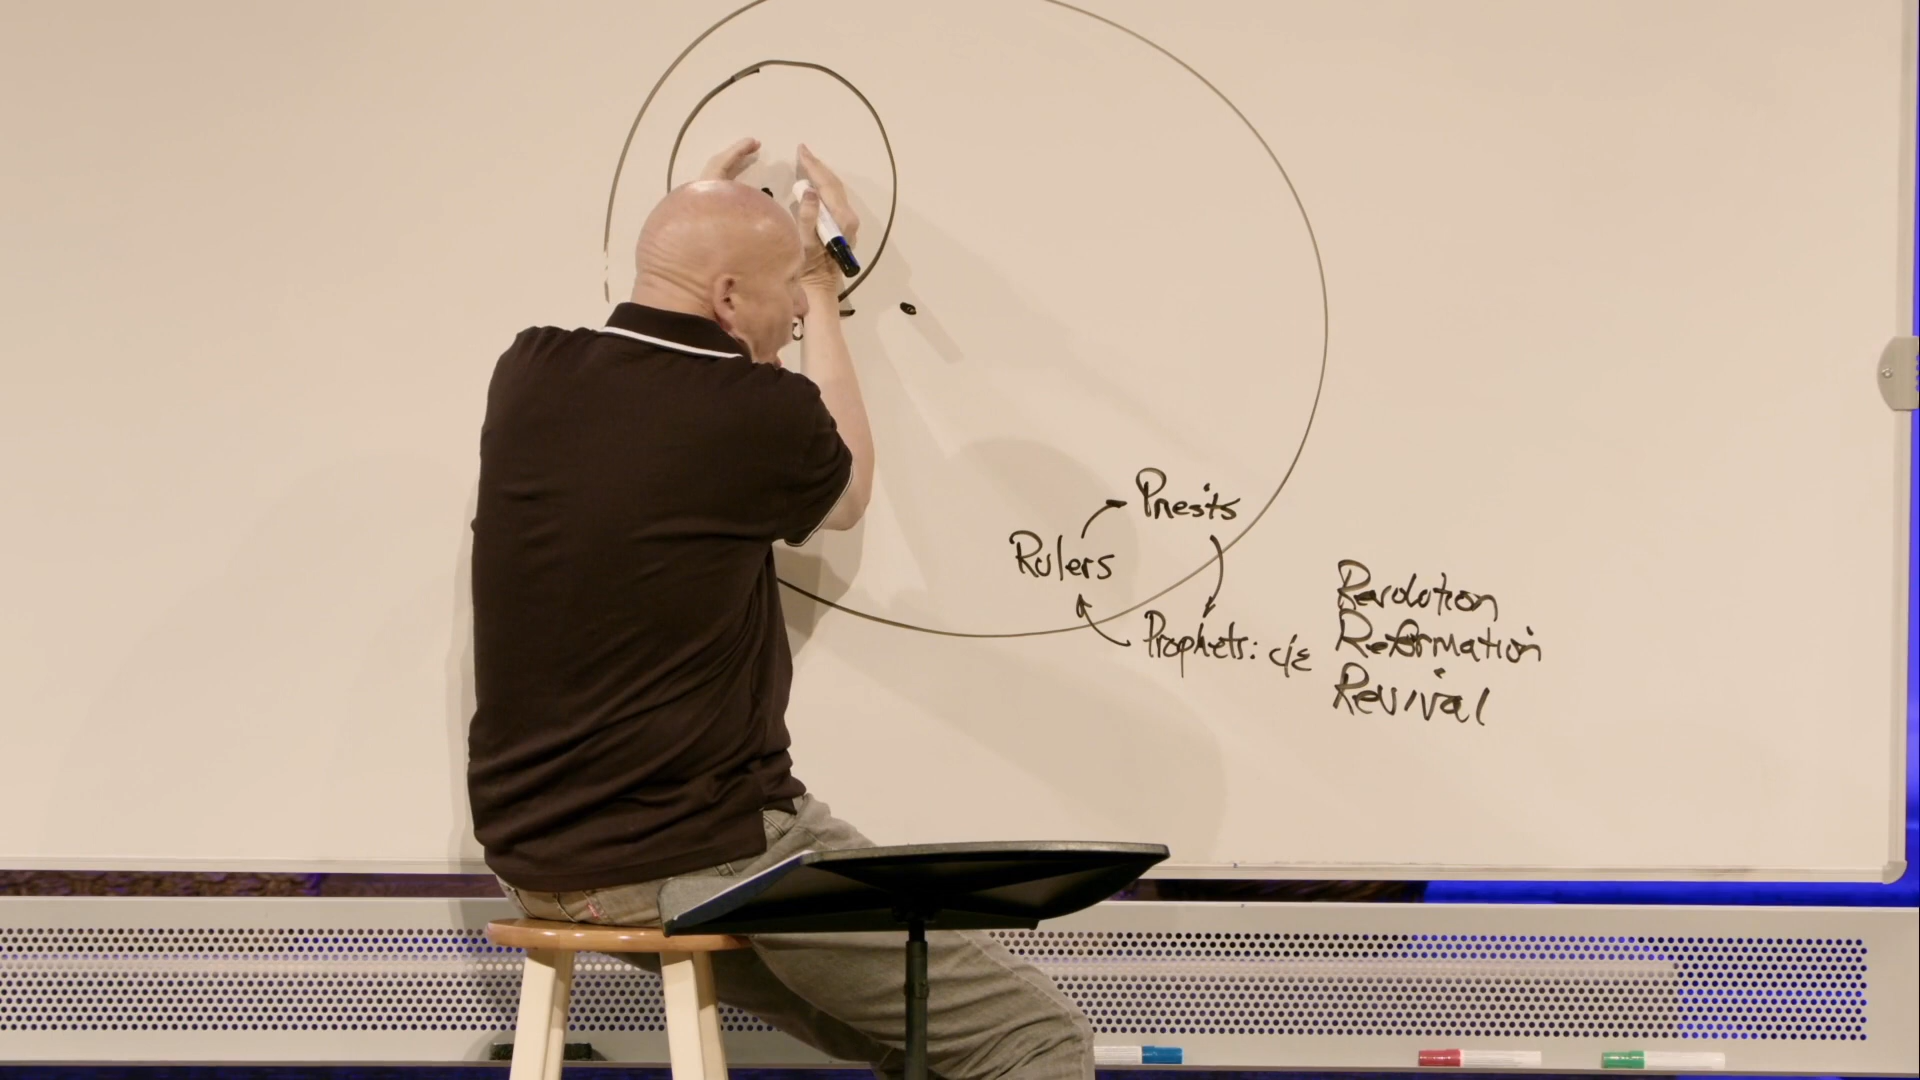 Priests
Rulers
Prophets: c/e
Revolution
Reformation
Revival